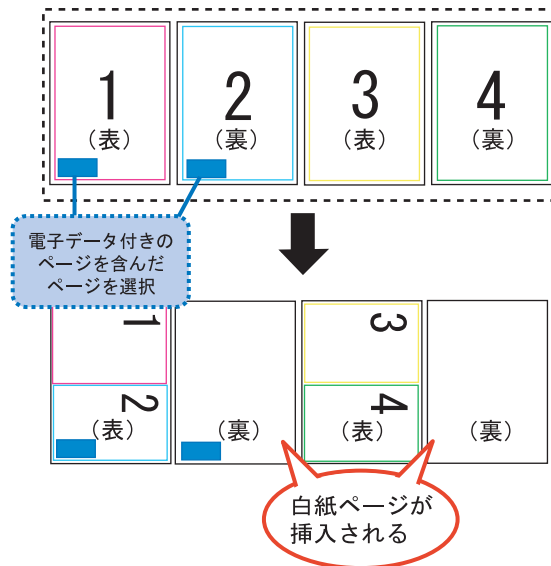 1
(表)
2
(裏)
3
(表)
4
(裏)
電子データ付きの
ページを含んだ
ページを選択
1
2
(表)
(裏)
3
4
(表)
(裏)
白紙ページが
挿入される